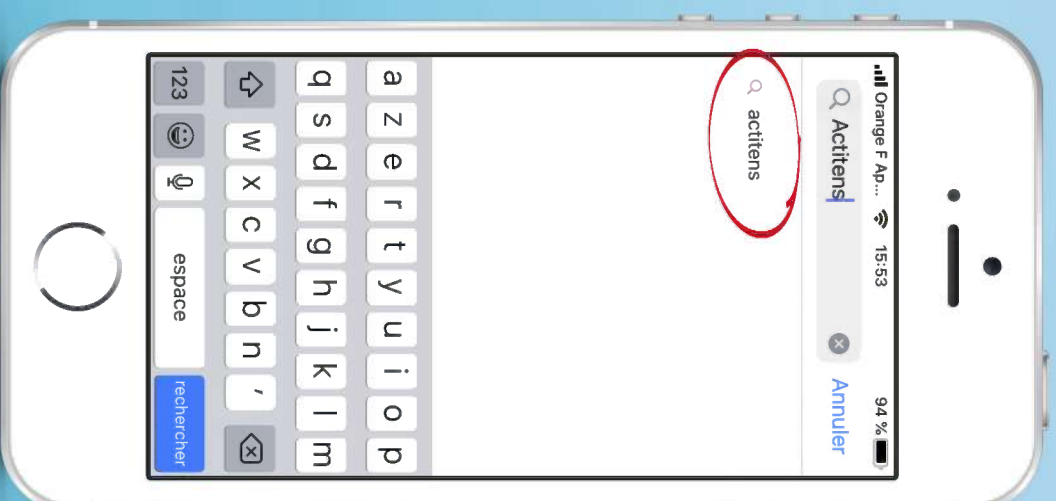 Orange F Ap... 15:53 94 %
Actitens Annuler
actitens
a z e r t y u i o p
q s d f g h j k l m
w x c v b n '
123 espace rechercher